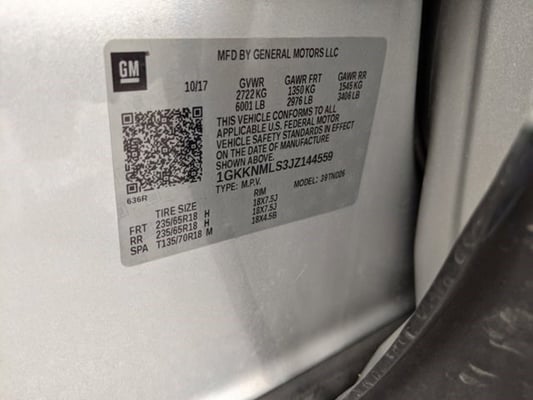 GM
MFD BY GENERAL MOTORS LLC
10/17 GVWR GAWR FRT GAWR RR
2722 KG 1350 KG 1545 KG
6001 LB 2976 LB 3406 LB
THIS VEHICLE CONFORMS TO ALL
APPLICABLE U.S. FEDERAL MOTOR
VEHICLE SAFETY STANDARDS IN EFFECT
ON THE DATE OF MANUFACTURE
SHOWN ABOVE.
1GKKNMLS3JZ144559
TYPE: M.P.V. MODEL: 39TND26
636R
TIRE SIZE RIM
FRT 235/65R18 H 18X7.5J
RR 235/65R18 H 18X7.5J
SPA T135/70R18 M 18X4.5B